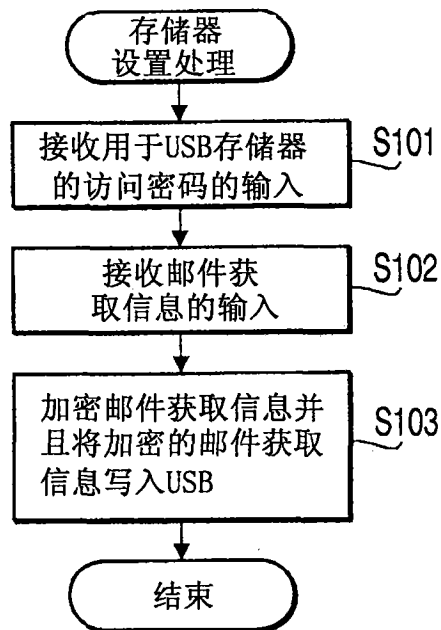 存储器
设置处理
接收用于USB存储器
的访问密码的输入
S101
接收邮件获
取信息的输入
S102
加密邮件获取信息并
且将加密的邮件获取
信息写入USB
S103
结束